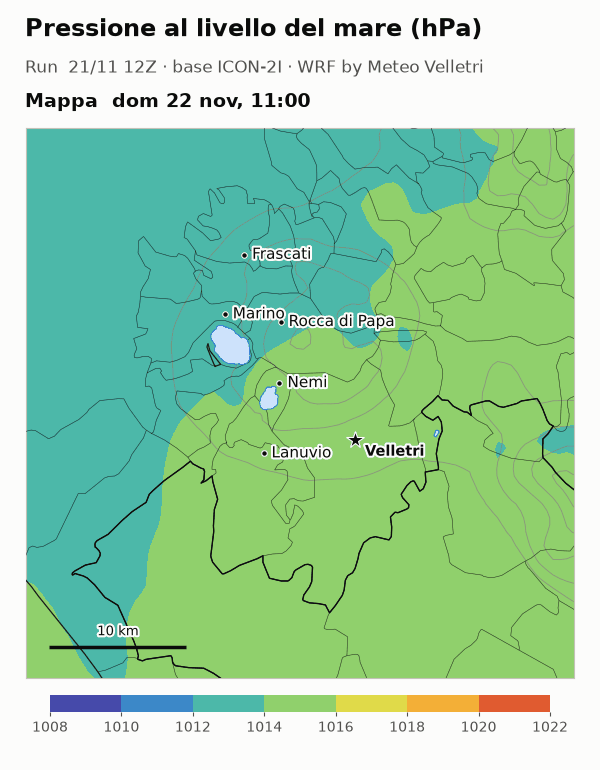 Pressione al livello del mare (hPa)
Run  21/11 12Z · base ICON-2I · WRF by Meteo Velletri
Mappa  dom 22 nov, 11:00
Frascati
Marino
Rocca di Papa
Nemi
Velletri
Lanuvio
10 km
1008 1010 1012 1014 1016 1018 1020 1022